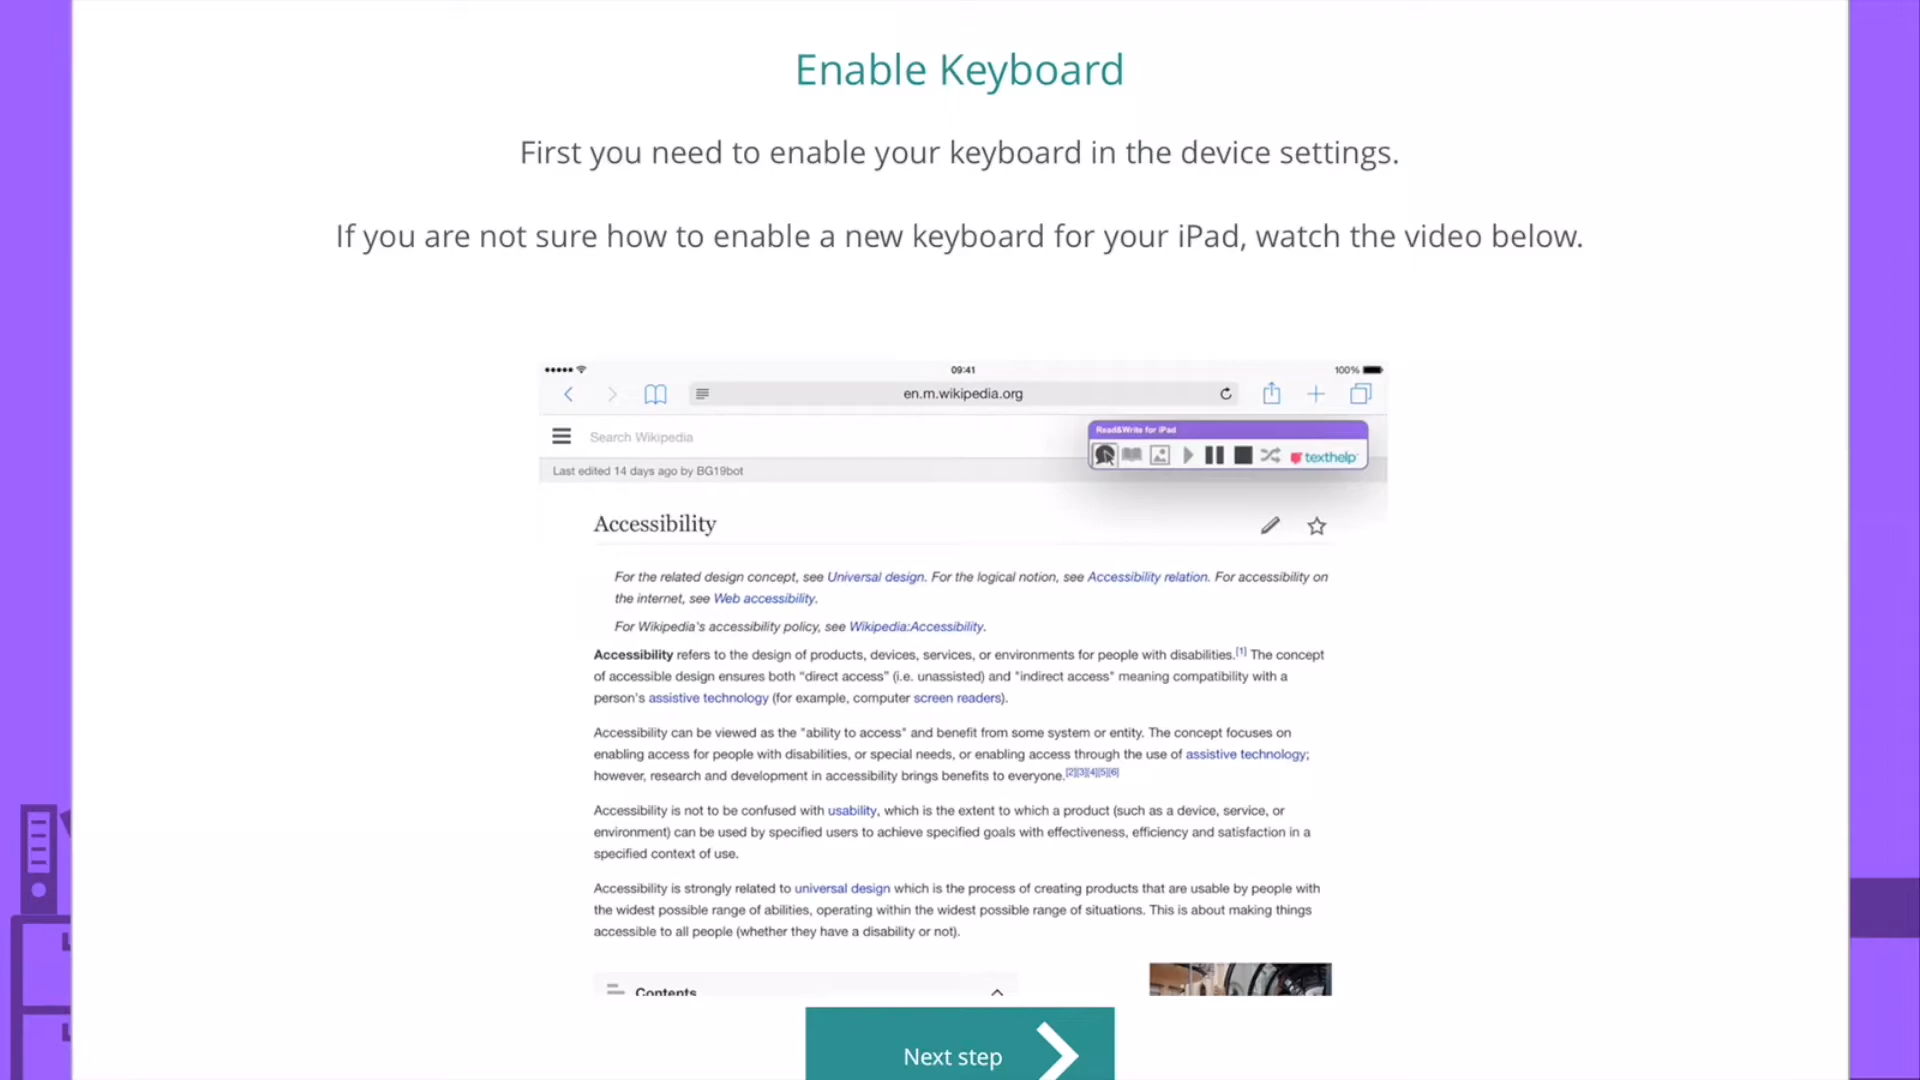 Enable Keyboard
First you need to enable your keyboard in the device settings.
If you are not sure how to enable a new keyboard for your iPad, watch the video below.
09:41
100%
en.m.wikipedia.org
Search Wikipedia
Read&Write for iPad
texthelp
Last edited 14 days ago by BG19bot
Accessibility
For the related design concept, see Universal design. For the logical notion, see Accessibility relation. For accessibility on
the internet, see Web accessibility.
For Wikipedia's accessibility policy, see Wikipedia:Accessibility.
Accessibility refers to the design of products, devices, services, or environments for people with disabilities.[1] The concept
of accessible design ensures both "direct access" (i.e. unassisted) and "indirect access" meaning compatibility with a
person's assistive technology (for example, computer screen readers).
Accessibility can be viewed as the "ability to access" and benefit from some system or entity. The concept focuses on
enabling access for people with disabilities, or special needs, or enabling access through the use of assistive technology;
however, research and development in accessibility brings benefits to everyone.[2][3][4][5][6]
Accessibility is not to be confused with usability, which is the extent to which a product (such as a device, service, or
environment) can be used by specified users to achieve specified goals with effectiveness, efficiency and satisfaction in a
specified context of use.
Accessibility is strongly related to universal design which is the process of creating products that are usable by people with
the widest possible range of abilities, operating within the widest possible range of situations. This is about making things
accessible to all people (whether they have a disability or not).
Contents
Next step